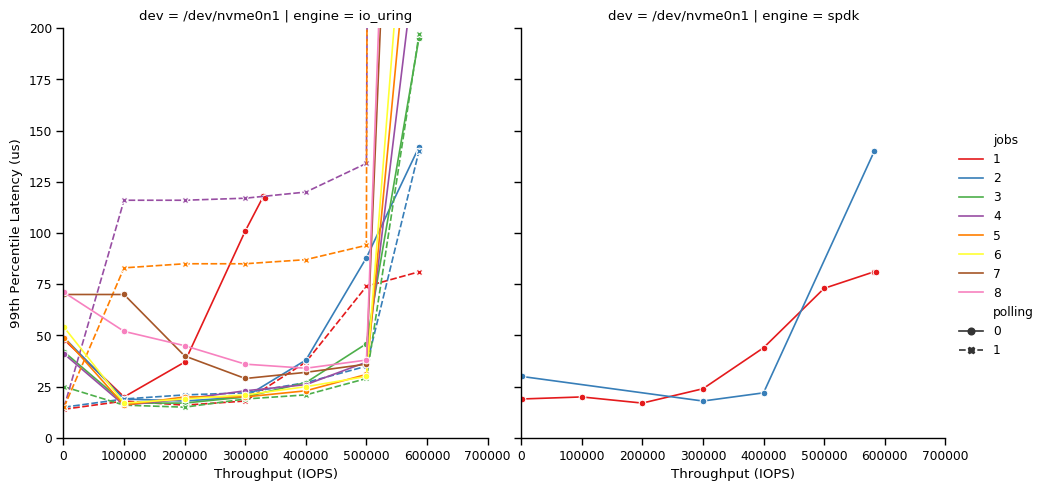 dev = /dev/nvme0n1 | engine = io_uring
dev = /dev/nvme0n1 | engine = spdk
99th Percentile Latency (us)
200
175
150
125
100
75
50
25
0
0 100000 200000 300000 400000 500000 600000 700000
Throughput (IOPS)
0 100000 200000 300000 400000 500000 600000 700000
Throughput (IOPS)
jobs
1
2
3
4
5
6
7
8
polling
0
1